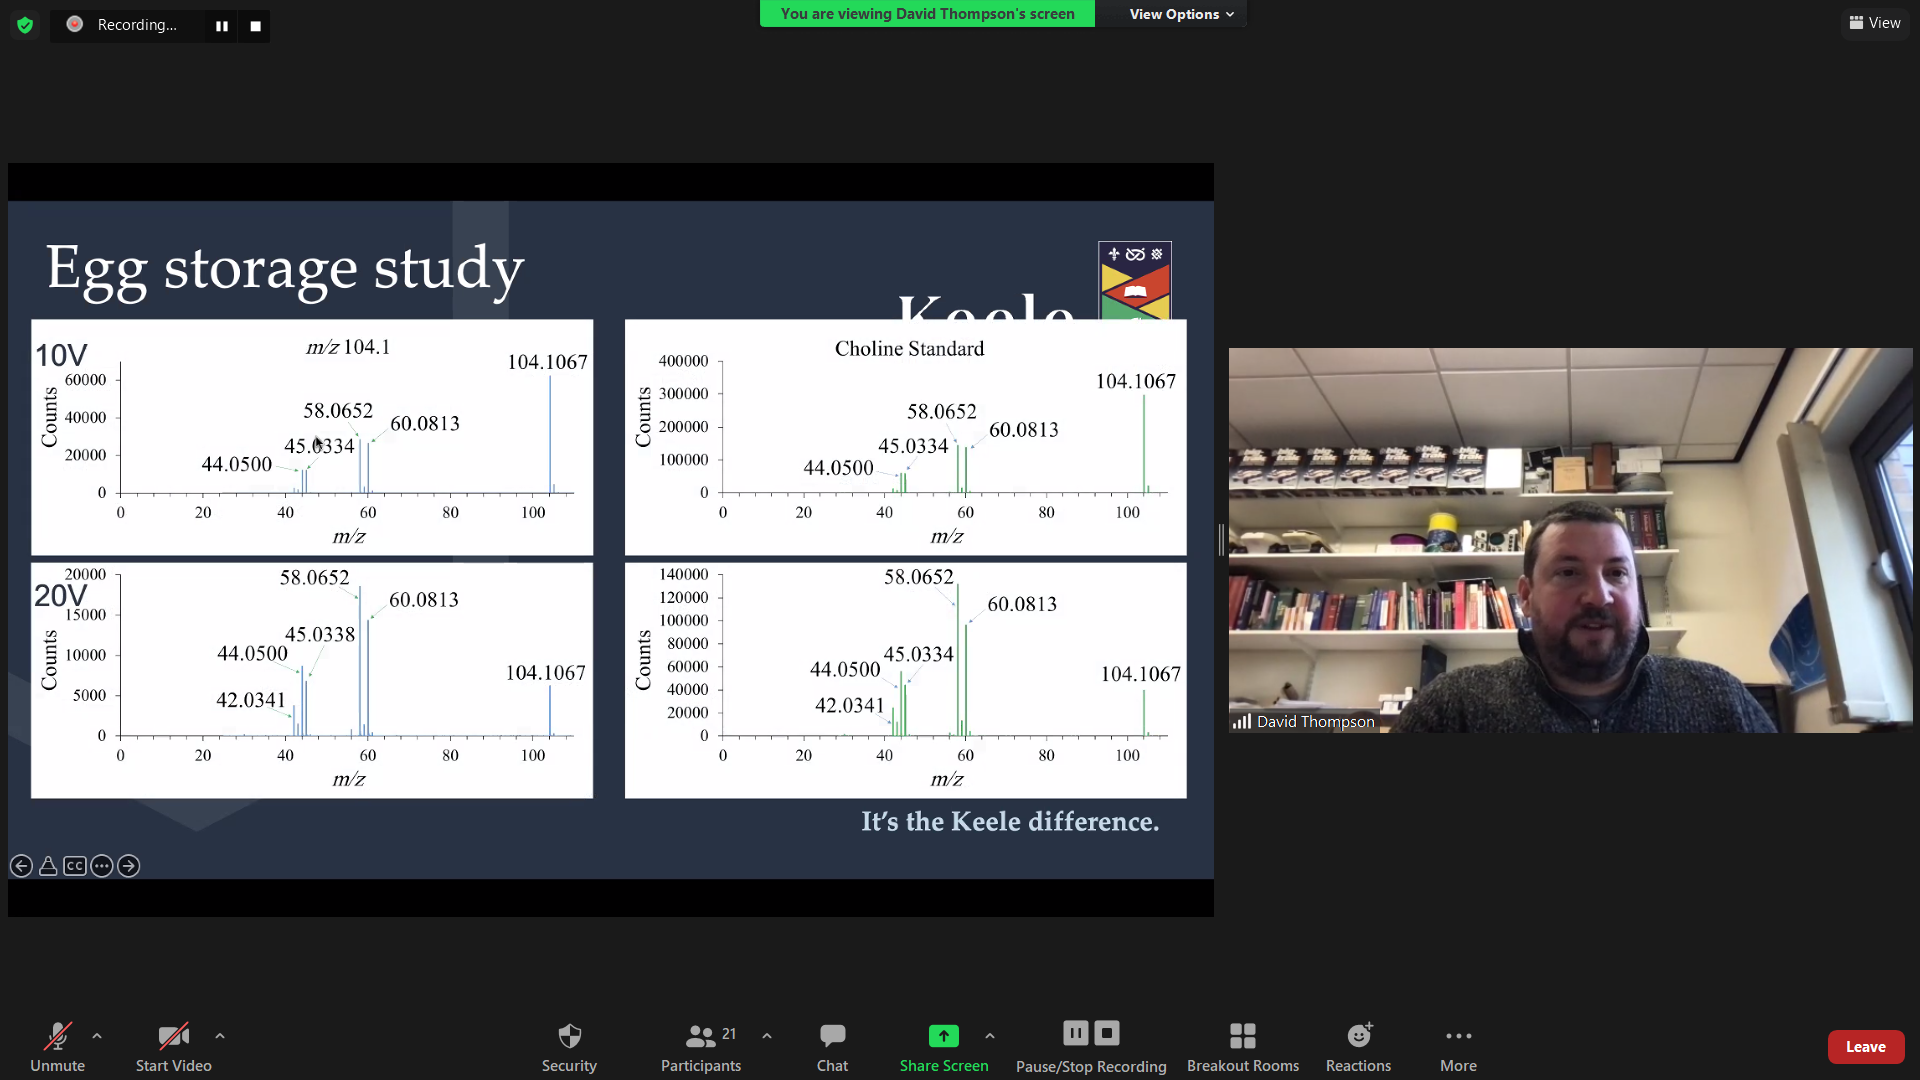 Recording...
You are viewing David Thompson's screen
View Options
View
Egg storage study
Keele
10V
m/z 104.1
Counts
60000
40000
20000
0
104.1067
58.0652
60.0813
45.0334
44.0500
0 20 40 60 80 100
m/z
Choline Standard
Counts
400000
300000
200000
100000
0
104.1067
58.0652
60.0813
45.0334
44.0500
0 20 40 60 80 100
m/z
20V
Counts
20000
15000
10000
5000
0
58.0652
60.0813
45.0338
44.0500
42.0341
104.1067
0 20 40 60 80 100
m/z
Counts
140000
120000
100000
80000
60000
40000
20000
0
58.0652
60.0813
45.0334
44.0500
42.0341
104.1067
0 20 40 60 80 100
m/z
It's the Keele difference.
CC
David Thompson
Unmute
Start Video
Security
Participants
21
Chat
Share Screen
Pause/Stop Recording
Breakout Rooms
Reactions
More
Leave